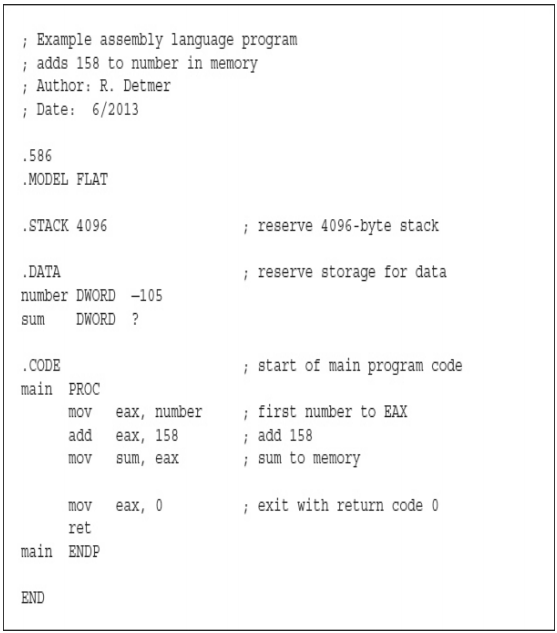 ; Example assembly language program
; adds 158 to number in memory
; Author: R. Detmer
; Date:  6/2013

.586
.MODEL FLAT

.STACK 4096                 ; reserve 4096-byte stack

.DATA                       ; reserve storage for data
number DWORD  –105
sum    DWORD  ?

.CODE                       ; start of main program code
main  PROC
      mov   eax, number     ; first number to EAX
      add   eax, 158        ; add 158
      mov   sum, eax        ; sum to memory

      mov   eax, 0          ; exit with return code 0
      ret
main  ENDP

END